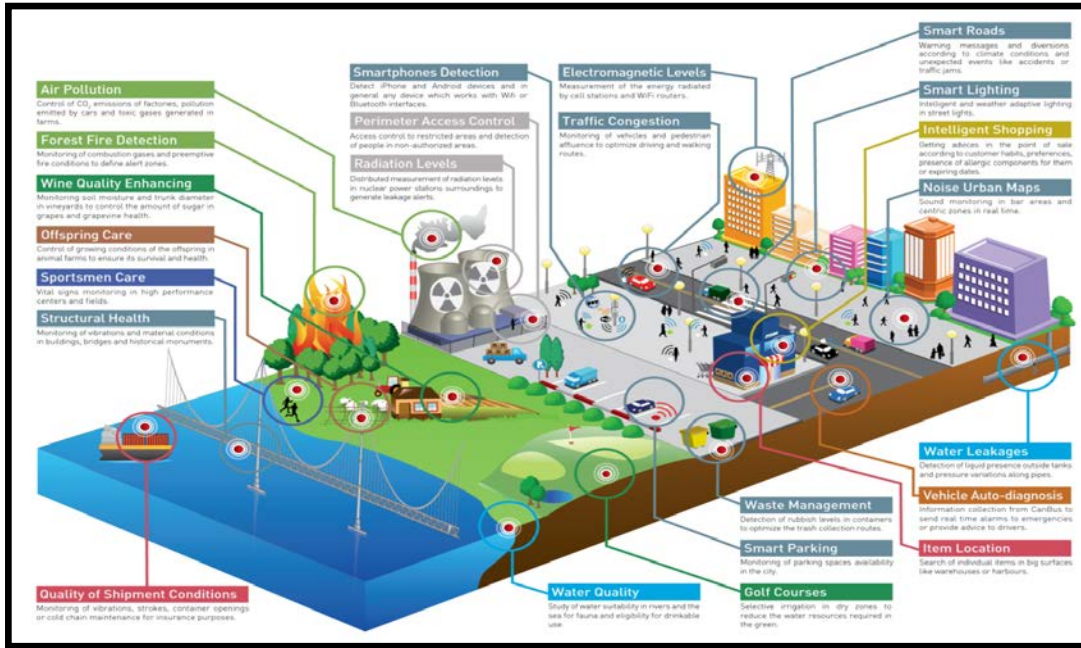 Air Pollution
Control of CO₂ emissions of factories, pollution
emitted by cars and toxic gases generated in
farms.
Forest Fire Detection
Monitoring of combustion gases and preemptive
fire conditions to define alert zones.
Wine Quality Enhancing
Monitoring soil moisture and trunk diameter
in vineyards to control the amount of sugar in
grapes and grapevine health.
Offspring Care
Control of growing conditions of the offspring in
animal farms to ensure its survival and health.
Sportsmen Care
Vital signs monitoring in high performance
centers and fields.
Structural Health
Monitoring of vibrations and material conditions
in buildings, bridges and historical monuments.
Quality of Shipment Conditions
Monitoring of vibrations, strokes, container openings
or cold chain maintenance for insurance purposes.
Smartphones Detection
Detect iPhone and Android devices and in
general any device which works with Wifi or
Bluetooth interfaces.
Perimeter Access Control
Access control to restricted areas and detection
of people in non-authorized areas.
Radiation Levels
Distributed measurement of radiation levels
in nuclear power stations surroundings to
generate leakage alerts.
Electromagnetic Levels
Measurement of the energy radiated
by cell stations and WiFi routers.
Traffic Congestion
Monitoring of vehicles and pedestrian
affluence to optimize driving and walking
routes.
Smart Roads
Warning messages and diversions
according to climate conditions and
unexpected events like accidents or
traffic jams.
Smart Lighting
Intelligent and weather adaptive lighting
in street lights.
Intelligent Shopping
Getting advices in the point of sale
according to customer habits, preferences,
presence of allergic components for them
or expiring dates.
Noise Urban Maps
Sound monitoring in bar areas and
centric zones in real time.
Water Leakages
Detection of liquid presence outside tanks
and pressure variations along pipes.
Vehicle Auto-diagnosis
Information collection from CanBus to
send real time alarms to emergencies
or provide advice to drivers.
Item Location
Search of individual items in big surfaces
like warehouses or harbours.
Waste Management
Detection of rubbish levels in containers
to optimize the trash collection routes.
Smart Parking
Monitoring of parking spaces availability
in the city.
Golf Courses
Selective irrigation in dry zones to
reduce the water resources required in
the green.
Water Quality
Study of water suitability in rivers and the
sea for fauna and eligibility for drinkable
use.